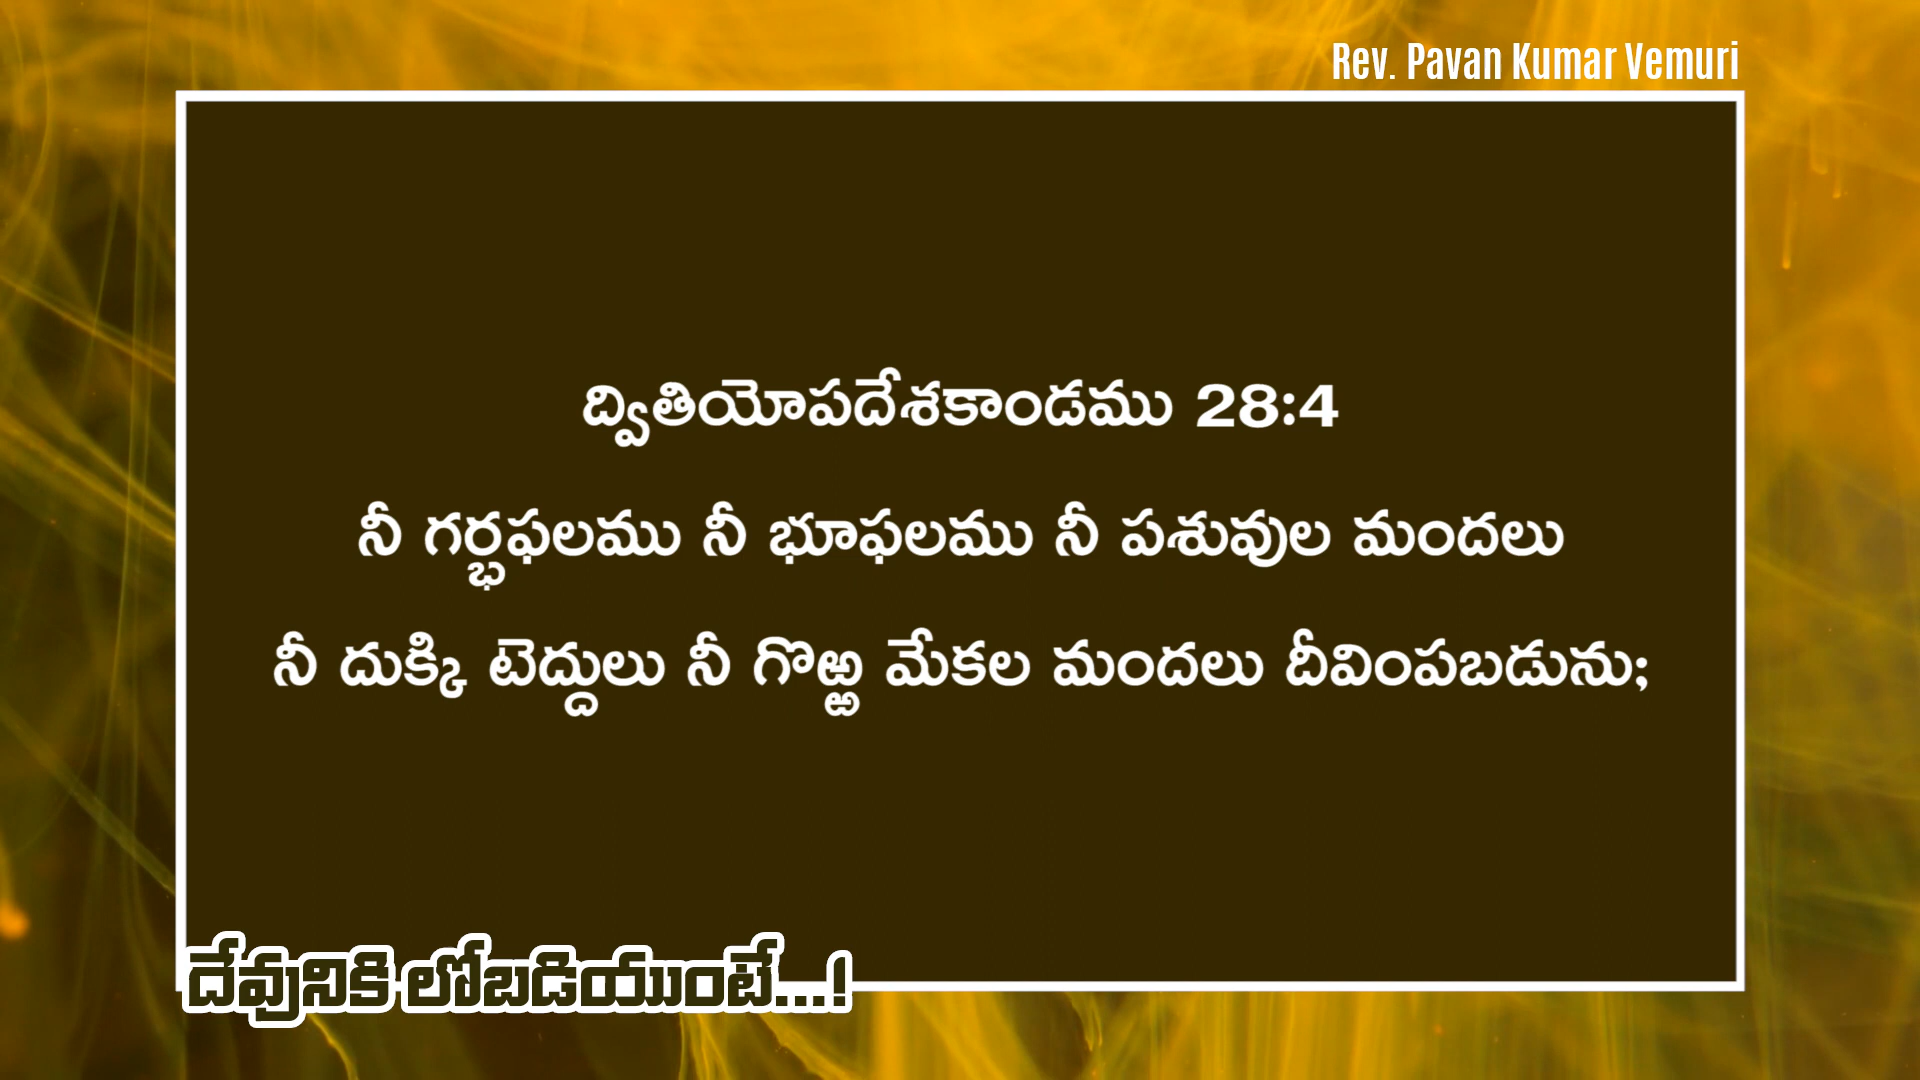 Rev. Pavan Kumar Vemuri
ద్వితియోపదేశకాండము 28:4
నీ గర్భఫలము నీ భూఫలము నీ పశువుల మందలు
నీ దుక్కి టెద్దులు నీ గొఱ్ఱ మేకల మందలు దీవింపబడును;
దేవునికి లోబడియుంటే...!